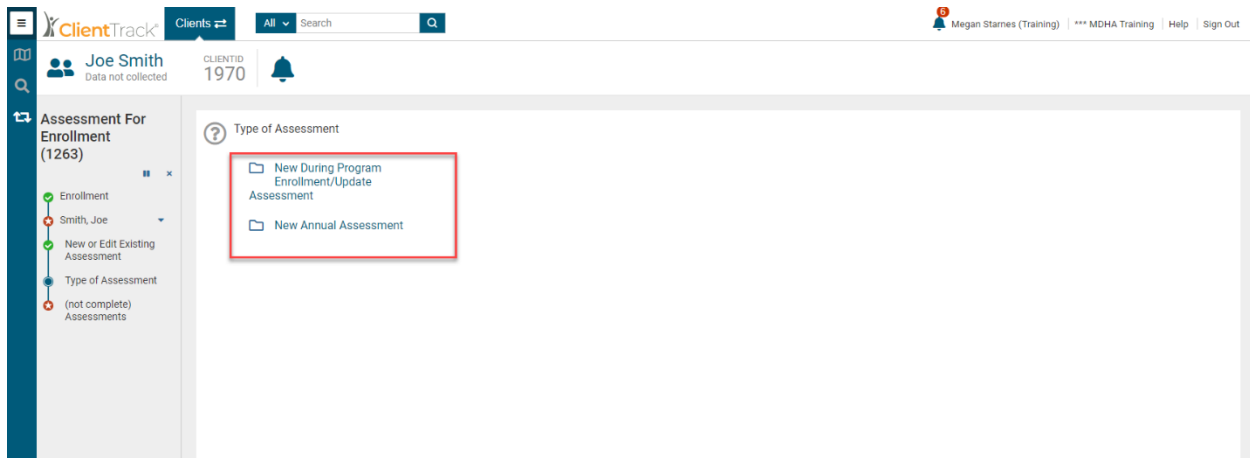 ClientTrack®
Clients
All
Search
6
Megan Starnes (Training)
*** MDHA Training
Help
Sign Out
Joe Smith
Data not collected
CLIENTID
1970
Assessment For
Enrollment
(1263)
Enrollment
Smith, Joe
New or Edit Existing
Assessment
Type of Assessment
(not complete)
Assessments
? Type of Assessment
New During Program
Enrollment/Update
Assessment
New Annual Assessment